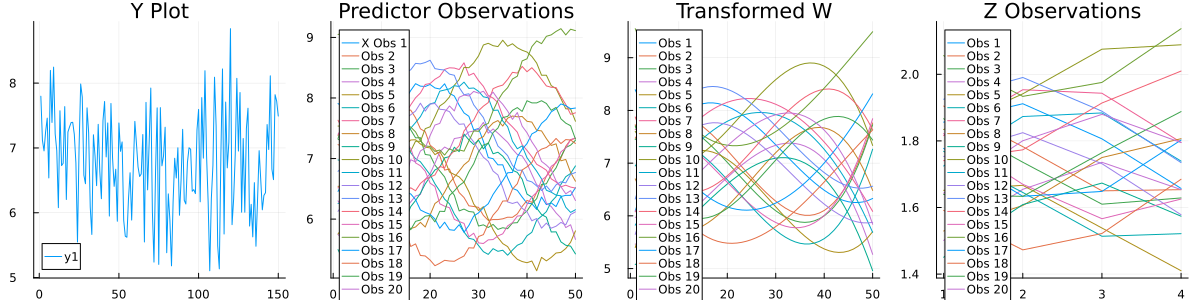 Y Plot
8
7
6
5
0
50
100
150
y1
Predictor Observations
9
8
7
6
0
20
30
40
50
X Obs 1
Obs 2
Obs 3
Obs 4
Obs 5
Obs 6
Obs 7
Obs 8
Obs 9
Obs 10
Obs 11
Obs 12
Obs 13
Obs 14
Obs 15
Obs 16
Obs 17
Obs 18
Obs 19
Obs 20
Transformed W
9
8
7
6
5
0
20
30
40
50
Obs 1
Obs 2
Obs 3
Obs 4
Obs 5
Obs 6
Obs 7
Obs 8
Obs 9
Obs 10
Obs 11
Obs 12
Obs 13
Obs 14
Obs 15
Obs 16
Obs 17
Obs 18
Obs 19
Obs 20
Z Observations
2.0
1.8
1.6
1.4
1
2
3
4
Obs 1
Obs 2
Obs 3
Obs 4
Obs 5
Obs 6
Obs 7
Obs 8
Obs 9
Obs 10
Obs 11
Obs 12
Obs 13
Obs 14
Obs 15
Obs 16
Obs 17
Obs 18
Obs 19
Obs 20